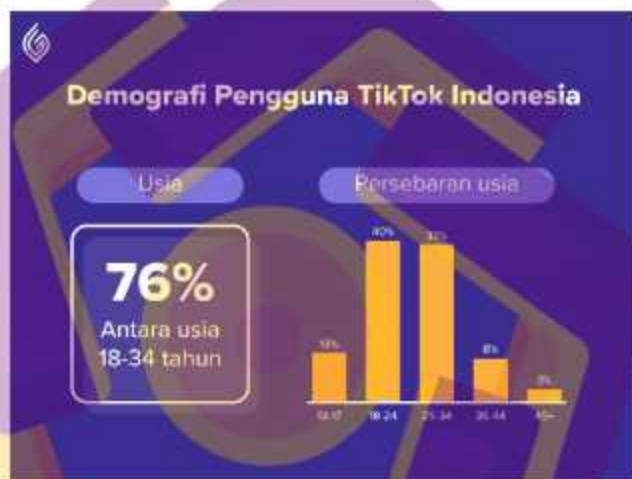 Demografi Pengguna TikTok Indonesia
Usia
Persebaran usia
76%
Antara usia
18-34 tahun
40%
8%
3%
18-24
25-34